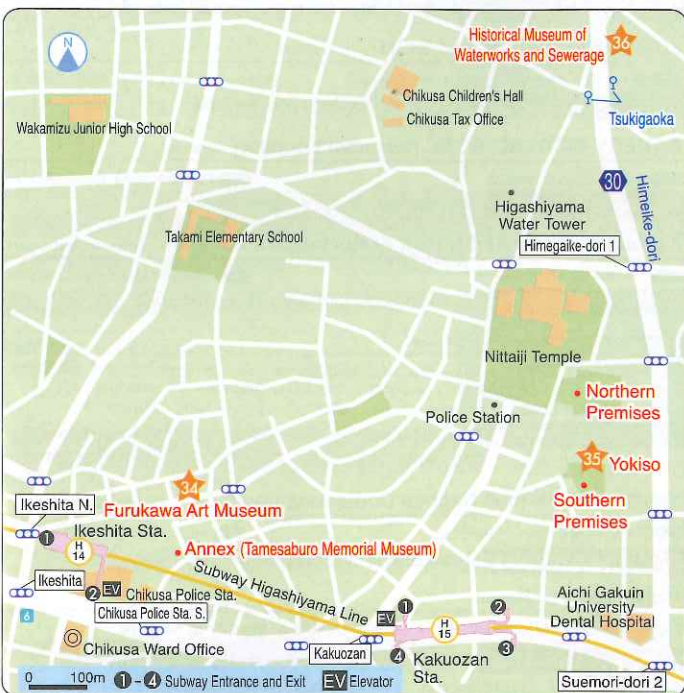 N
Historical Museum of
Waterworks and Sewerage
36
Chikusa Children's Hall
Chikusa Tax Office
Tsukigaoka
Wakamizu Junior High School
30
Himeike-dori
Higashiyama
Water Tower
Himegaike-dori 1
Takami Elementary School
Nittaiji Temple
Northern
Premises
Police Station
35
Yokiso
Southern
Premises
34
Furukawa Art Museum
Ikeshita N.
1
Ikeshita Sta.
H
14
Annex (Tamesaburo Memorial Museum)
Subway Higashiyama Line
Ikeshita
2
EV
Chikusa Police Sta.
Chikusa Police Sta. S.
6
Chikusa Ward Office
Kakuozan
EV
1
2
H
15
4
3
Kakuozan
Sta.
Aichi Gakuin
University
Dental Hospital
Suemori-dori 2
0 100m
1-4 Subway Entrance and Exit
EV Elevator